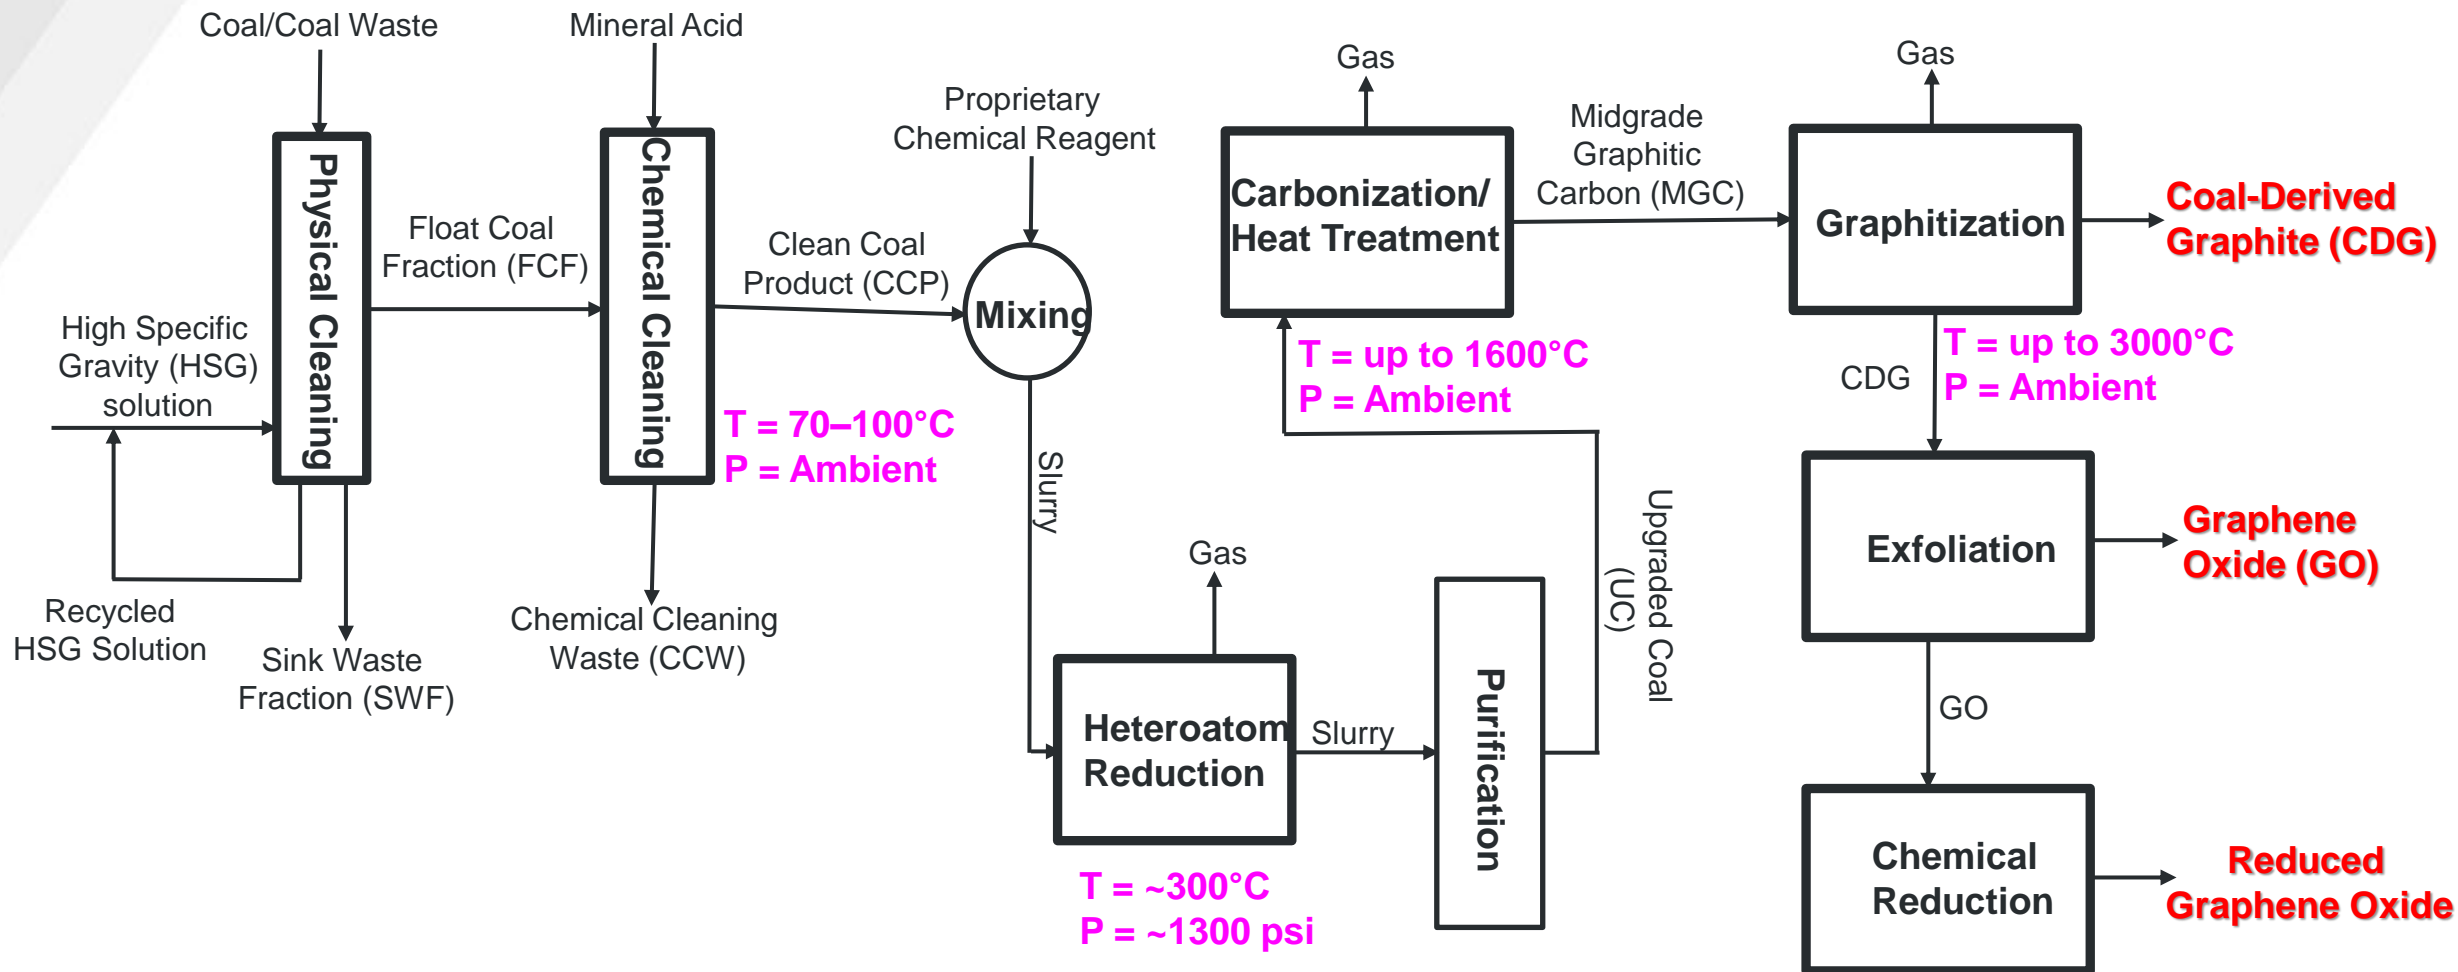 Coal/Coal Waste
Mineral Acid
Physical Cleaning
High Specific
Gravity (HSG)
solution
Recycled
HSG Solution
Sink Waste
Fraction (SWF)
Float Coal
Fraction (FCF)
Chemical Cleaning
T = 70–100°C
P = Ambient
Chemical Cleaning
Waste (CCW)
Clean Coal
Product (CCP)
Proprietary
Chemical Reagent
Mixing
Slurry
Gas
Heteroatom
Reduction
T = ~300°C
P = ~1300 psi
Slurry
Purification
Upgraded Coal
(UC)
Gas
Carbonization/
Heat Treatment
T = up to 1600°C
P = Ambient
Midgrade
Graphitic
Carbon (MGC)
Gas
Graphitization
Coal-Derived
Graphite (CDG)
T = up to 3000°C
P = Ambient
CDG
Exfoliation
Graphene
Oxide (GO)
GO
Chemical
Reduction
Reduced
Graphene Oxide